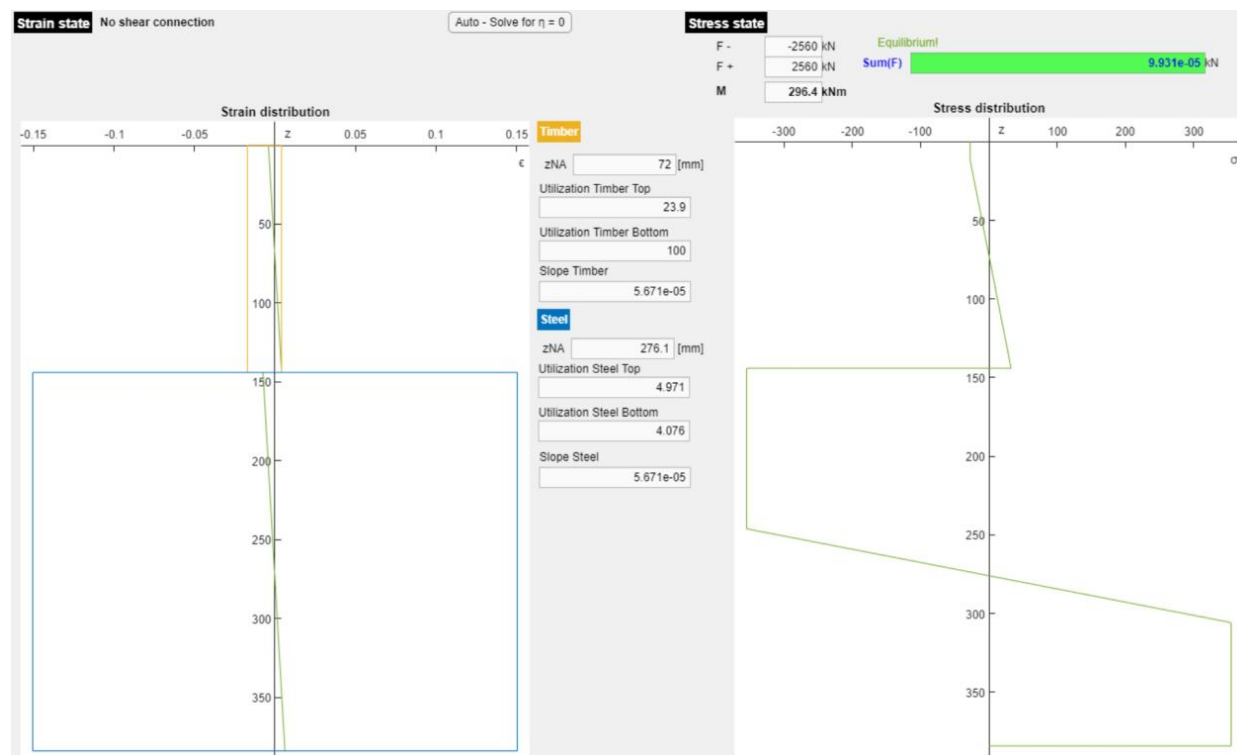 Strain state No shear connection Auto - Solve for η = 0
Stress state
F - -2560 kN
F + 2560 kN
M 296.4 kNm
Equilibrium!
Sum(F) 9.931e-05 kN
Strain distribution
-0.15 -0.1 -0.05 z 0.05 0.1 0.15
ϵ
50
100
150
200
250
300
350
Timber
zNA 72 [mm]
Utilization Timber Top
23.9
Utilization Timber Bottom
100
Slope Timber
5.671e-05
Steel
zNA 276.1 [mm]
Utilization Steel Top
4.971
Utilization Steel Bottom
4.076
Slope Steel
5.671e-05
Stress distribution
-300 -200 -100 z 100 200 300
σ
50
100
150
200
250
300
350